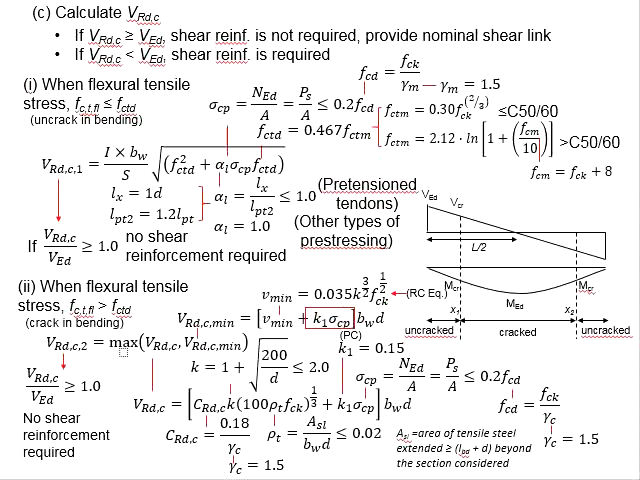 (c) Calculate V_Rd,c
• If V_Rd,c ≥ V_Ed, shear reinf. is not required, provide nominal shear link
• If V_Rd,c < V_Ed, shear reinf. is required
f_cd = f_ck / γ_m — γ_m = 1.5
(i) When flexural tensile
stress, f_c,t,fl ≤ f_ctd
(uncrack in bending)
σ_cp = N_Ed / A = P_s / A ≤ 0.2f_cd
f_ctm = 0.30f_ck^(2/3) ≤C50/60
f_ctd = 0.467f_ctm
f_ctm = 2.12 · ln [1 + (f_cm / 10)] >C50/60
f_cm = f_ck + 8
V_Rd,c,1 = (I × b_w / S) √(f_ctd^2 + α_l σ_cp f_ctd)
l_x = 1d
l_pt2 = 1.2l_pt
α_l = l_x / l_pt2 ≤ 1.0 (Pretensioned
tendons)
α_l = 1.0 (Other types of
prestressing)
If V_Rd,c / V_Ed ≥ 1.0 no shear
reinforcement required
V_Ed
V_cr
L/2
M_cr
M_Ed
M_cr
x_1
x_2
uncracked cracked uncracked
(ii) When flexural tensile
stress, f_c,t,fl > f_ctd
(crack in bending)
v_min = 0.035k^(3/2) f_ck^(1/2) (RC Eq.)
V_Rd,c,min = [v_min + k_1σ_cp] b_w d
(PC)
V_Rd,c,2 = max(V_Rd,c, V_Rd,c,min)
k_1 = 0.15
k = 1 + √(200 / d) ≤ 2.0
σ_cp = N_Ed / A = P_s / A ≤ 0.2f_cd
V_Rd,c / V_Ed ≥ 1.0
No shear
reinforcement
required
V_Rd,c = [C_Rd,c k(100ρ_t f_ck)^(1/3) + k_1σ_cp] b_w d
f_cd = f_ck / γ_c
γ_c = 1.5
C_Rd,c = 0.18 / γ_c
γ_c = 1.5
ρ_t = A_sl / b_w d ≤ 0.02
A_sl =area of tensile steel
extended ≥ (l_bd + d) beyond
the section considered